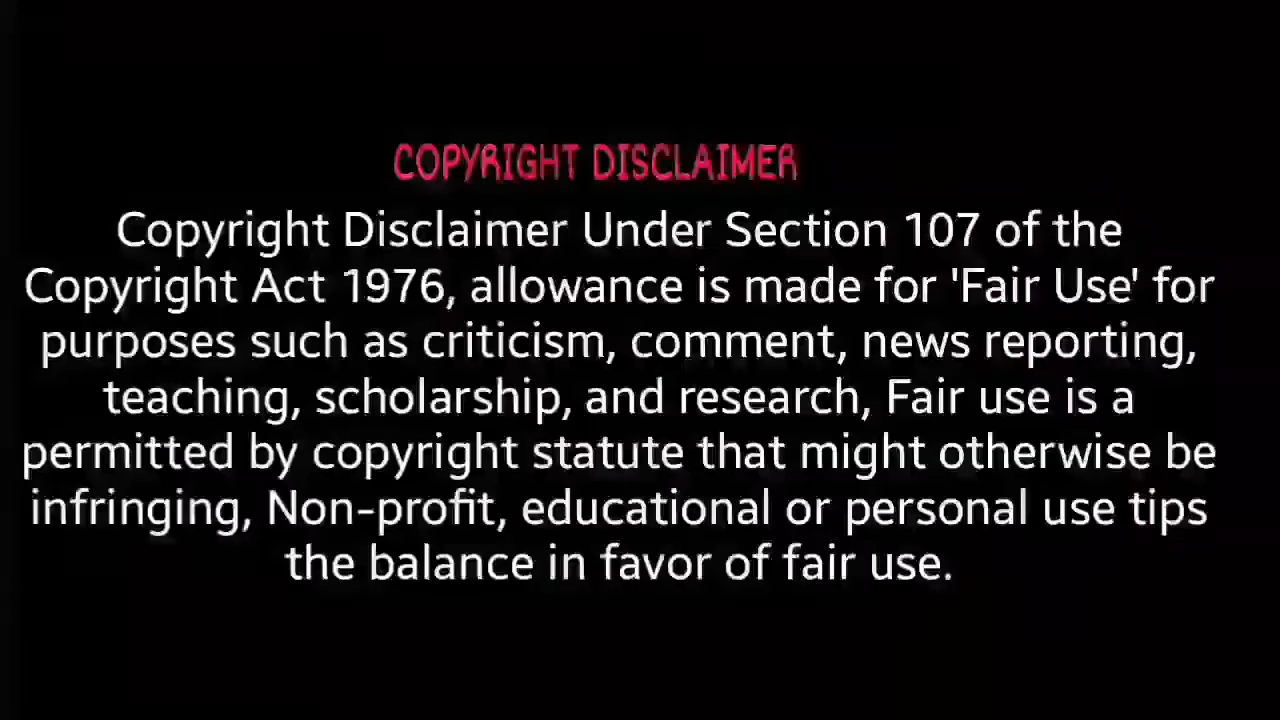 COPYRIGHT DISCLAIMER
Copyright Disclaimer Under Section 107 of the
Copyright Act 1976, allowance is made for 'Fair Use' for
purposes such as criticism, comment, news reporting,
teaching, scholarship, and research, Fair use is a
permitted by copyright statute that might otherwise be
infringing, Non-profit, educational or personal use tips
the balance in favor of fair use.